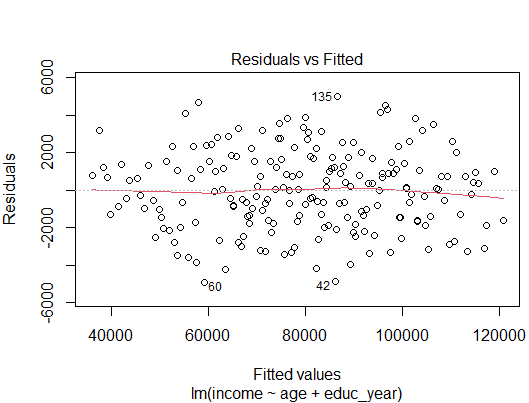 Residuals vs Fitted
Residuals
6000
2000
-2000
-6000
135
60
42
40000 60000 80000 100000 120000
Fitted values
lm(income ~ age + educ_year)